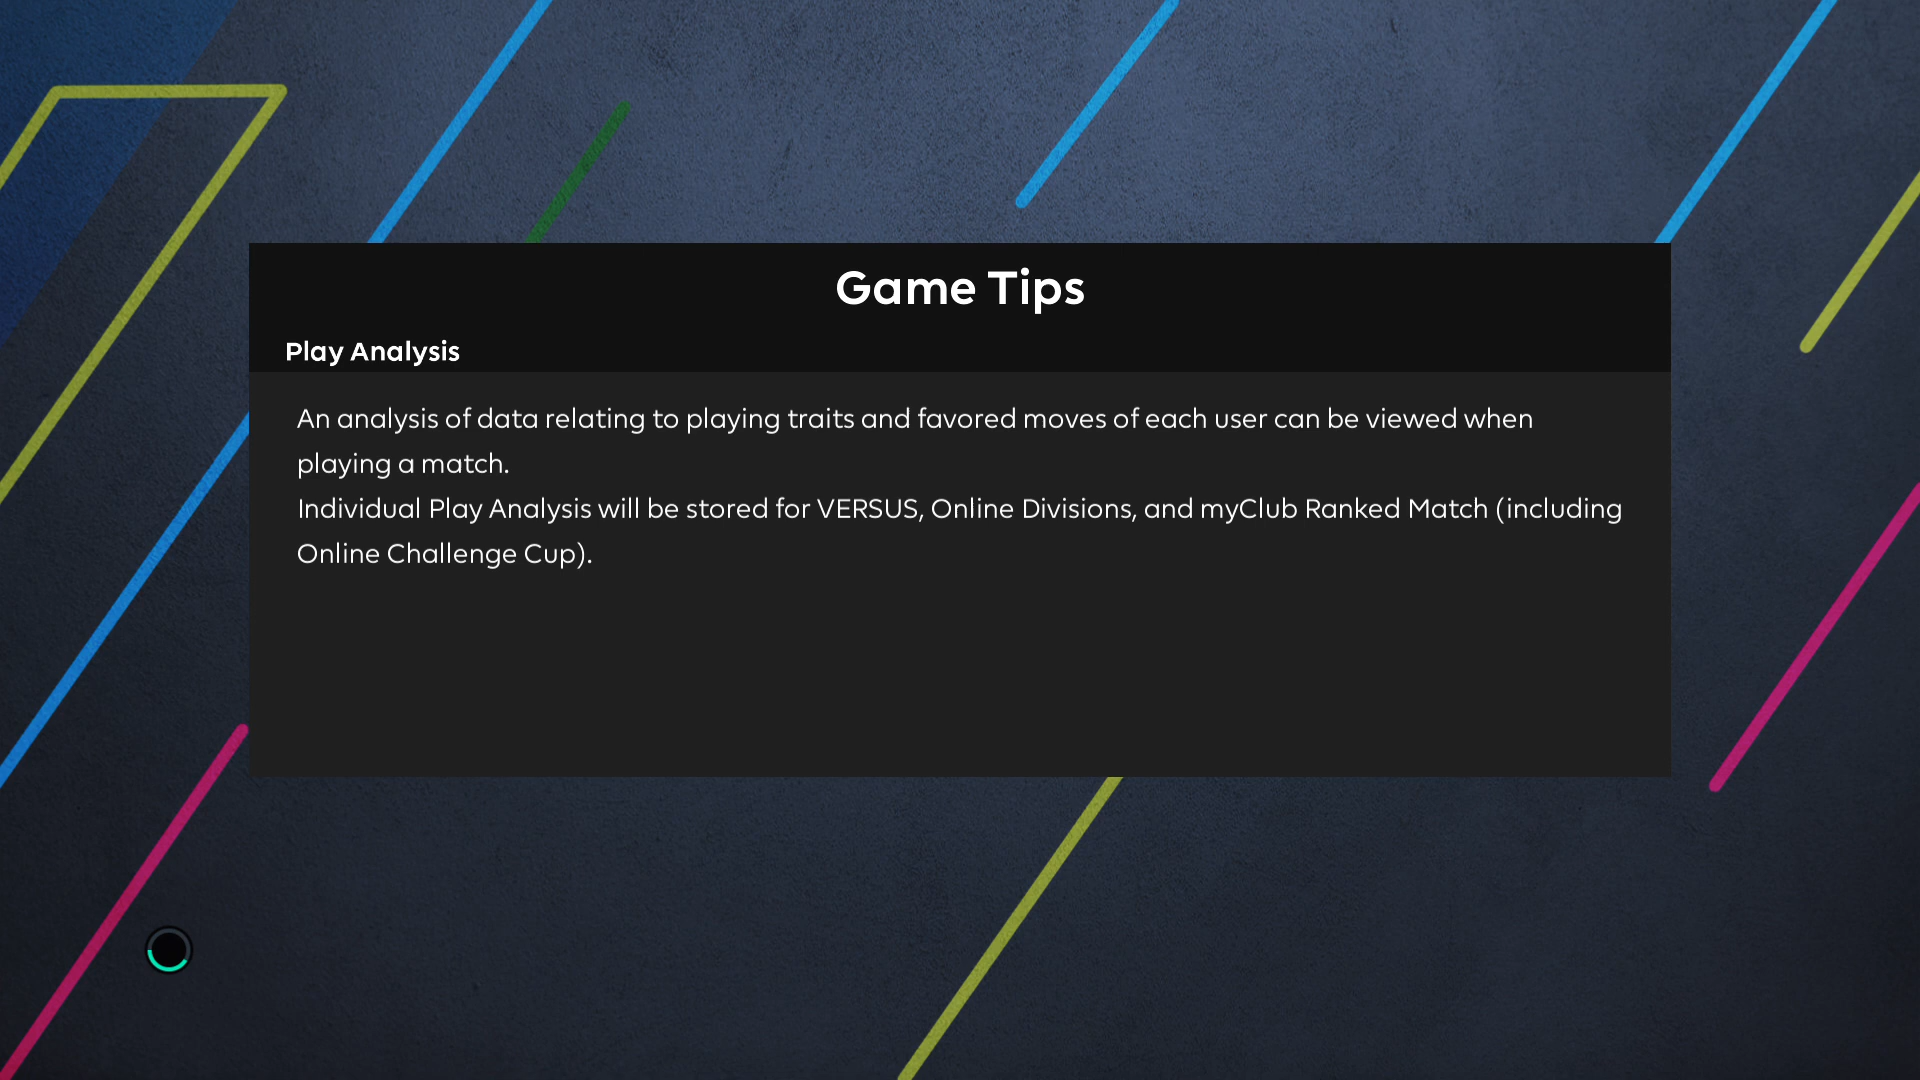 Game Tips
Play Analysis
An analysis of data relating to playing traits and favored moves of each user can be viewed when
playing a match.
Individual Play Analysis will be stored for VERSUS, Online Divisions, and myClub Ranked Match (including
Online Challenge Cup).